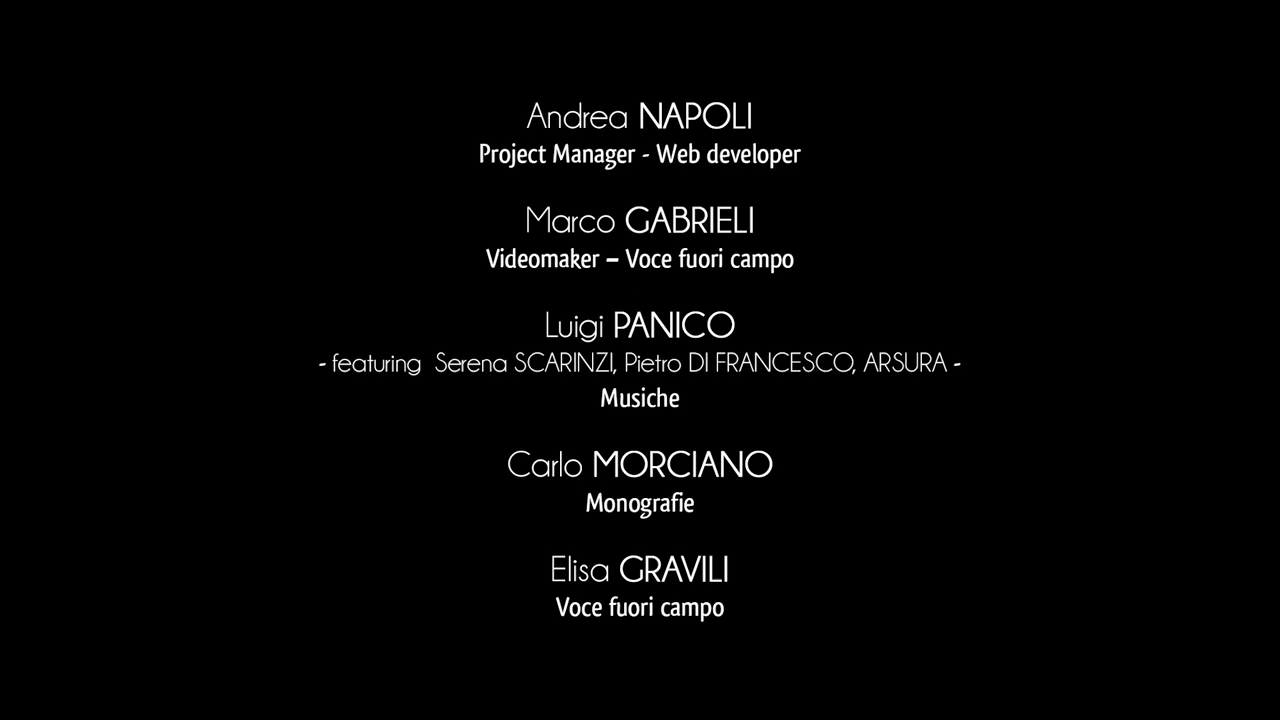 Andrea NAPOLI
Project Manager - Web developer
Marco GABRIELI
Videomaker – Voce fuori campo
Luigi PANICO
- featuring  Serena SCARINZI, Pietro DI FRANCESCO, ARSURA -
Musiche
Carlo MORCIANO
Monografie
Elisa GRAVILI
Voce fuori campo